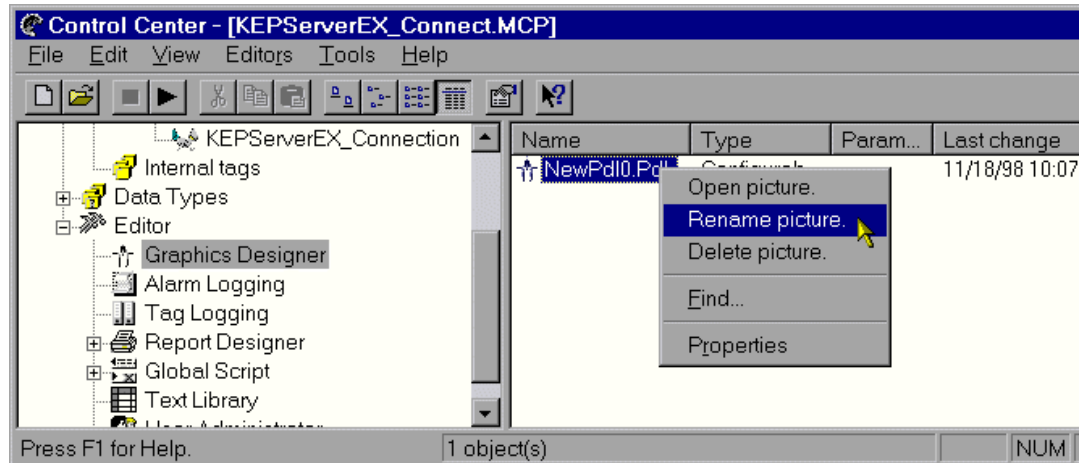 Control Center - [KEPServerEX_Connect.MCP]
File Edit View Editors Tools Help
KEPServerEX_Connection
Internal tags
Data Types
Editor
Graphics Designer
Alarm Logging
Tag Logging
Report Designer
Global Script
Text Library
Name Type Param... Last change
NewPdl0.Pdl 11/18/98 10:07
Open picture.
Rename picture.
Delete picture.
Find...
Properties
Press F1 for Help. 1 object(s) NUM